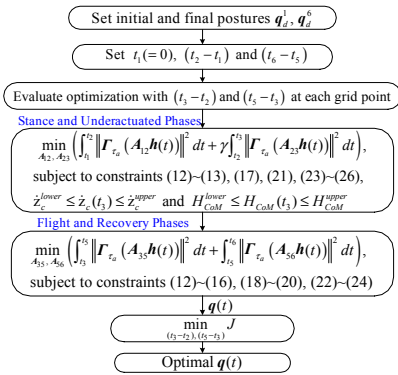 Set initial and final postures q_d^1, q_d^6
Set t_1(=0), (t_2−t_1) and (t_6−t_5)
Evaluate optimization with (t_3−t_2) and (t_5−t_3) at each grid point
Stance and Underactuated Phases
min_{A_12, A_23} (∫_{t_1}^{t_2} ‖Γ_{τ_a}(A_12 h(t))‖^2 dt + γ∫_{t_2}^{t_3} ‖Γ_{τ_a}(A_23 h(t))‖^2 dt),
subject to constraints (12)~(13), (17), (21), (23)~(26),
ż_c^{lower} ≤ ż_c(t_3) ≤ ż_c^{upper} and H_{CoM}^{lower} ≤ H_{CoM}(t_3) ≤ H_{CoM}^{upper}
Flight and Recovery Phases
min_{A_35, A_56} (∫_{t_3}^{t_5} ‖Γ_{τ_a}(A_35 h(t))‖^2 dt + ∫_{t_5}^{t_6} ‖Γ_{τ_a}(A_56 h(t))‖^2 dt),
subject to constraints (12)~(16), (18)~(20), (22)~(24)
q(t)
min_{(t_3−t_2),(t_5−t_3)} J
Optimal q(t)